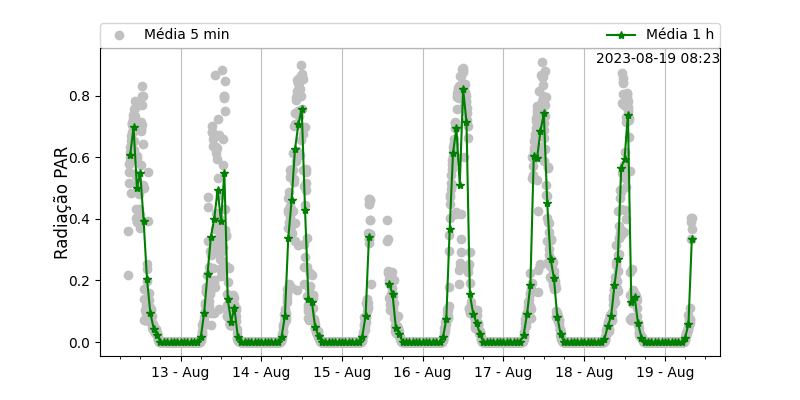 Média 5 min
Média 1 h
2023-08-19 08:23
Radiação PAR
0.8
0.6
0.4
0.2
0.0
13 - Aug
14 - Aug
15 - Aug
16 - Aug
17 - Aug
18 - Aug
19 - Aug